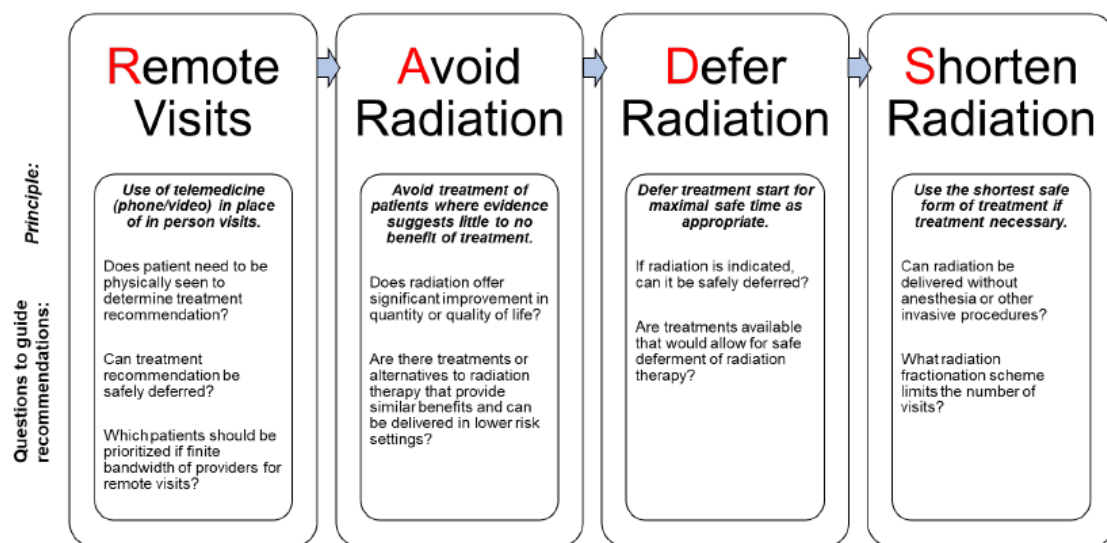 Remote
Visits
Avoid
Radiation
Defer
Radiation
Shorten
Radiation
Principle:
Use of telemedicine
(phone/video) in place
of in person visits.
Avoid treatment of
patients where evidence
suggests little to no
benefit of treatment.
Defer treatment start for
maximal safe time as
appropriate.
Use the shortest safe
form of treatment if
treatment necessary.
Questions to guide
recommendations:
Does patient need to be
physically seen to
determine treatment
recommendation?
Can treatment
recommendation be
safely deferred?
Which patients should be
prioritized if finite
bandwidth of providers for
remote visits?
Does radiation offer
significant improvement in
quantity or quality of life?
Are there treatments or
alternatives to radiation
therapy that provide
similar benefits and can
be delivered in lower risk
settings?
If radiation is indicated,
can it be safely deferred?
Are treatments available
that would allow for safe
deferment of radiation
therapy?
Can radiation be
delivered without
anesthesia or other
invasive procedures?
What radiation
fractionation scheme
limits the number of
visits?